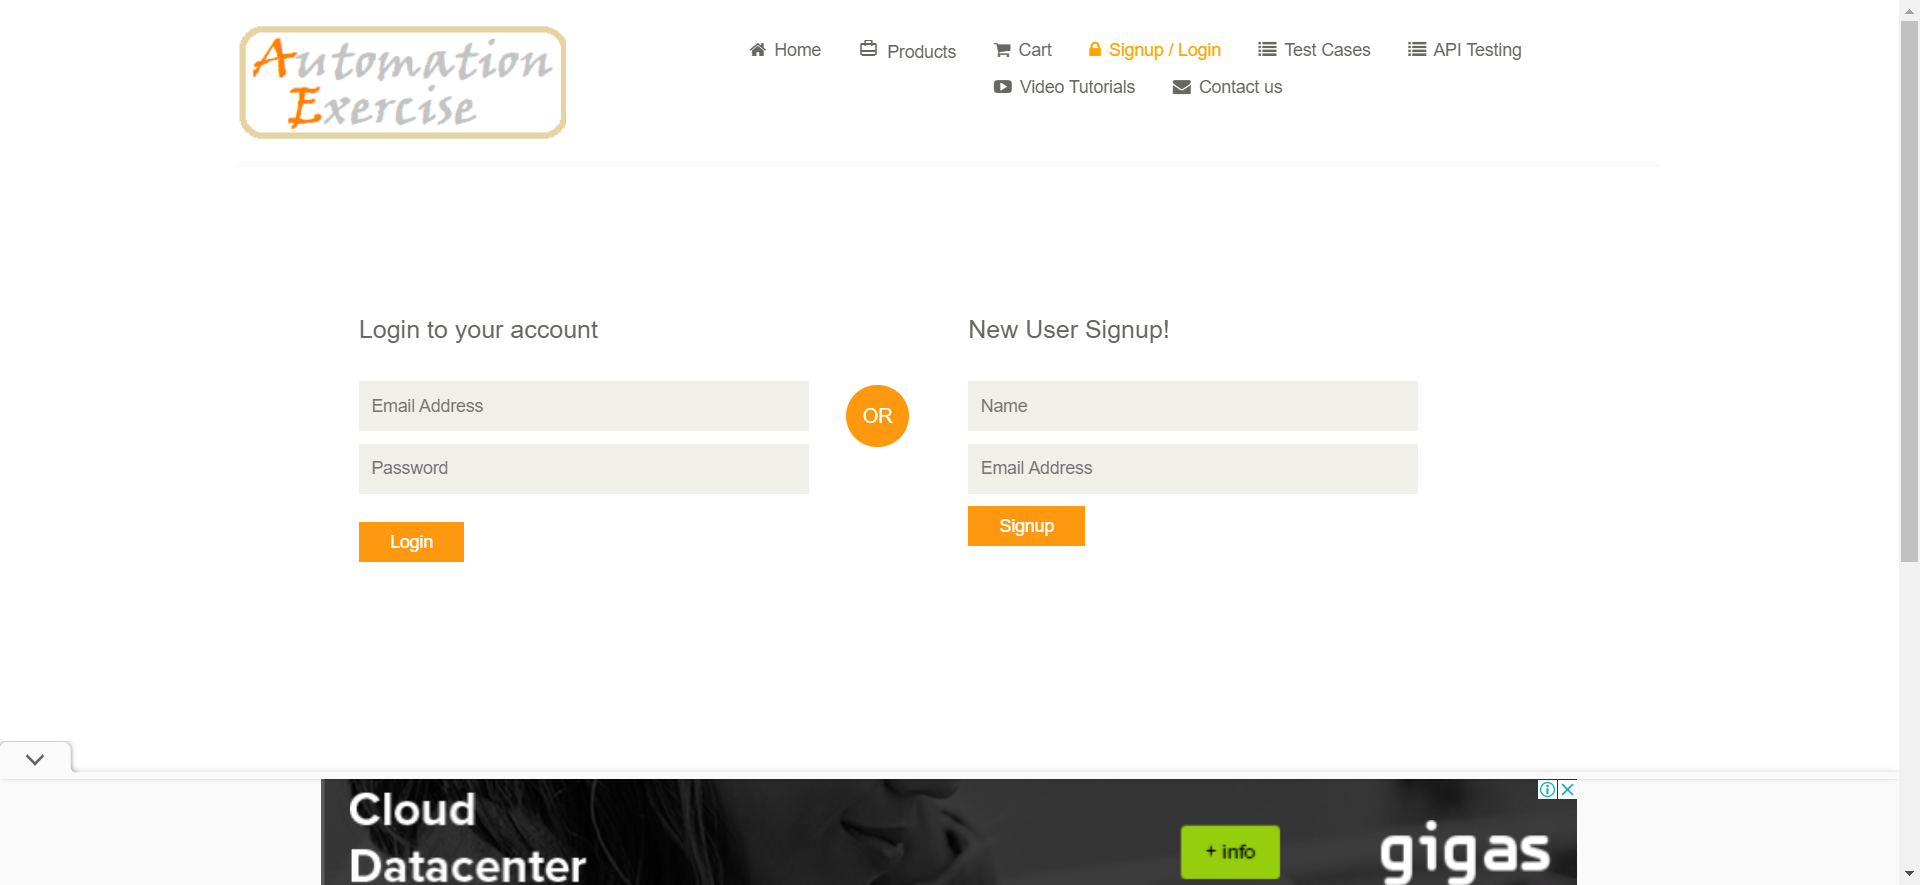 Automation
Exercise
Home
Products
Cart
Signup / Login
Test Cases
API Testing
Video Tutorials
Contact us
Login to your account
Email Address
Password
Login
OR
New User Signup!
Name
Email Address
Signup
Cloud
Datacenter
+ info
gigas